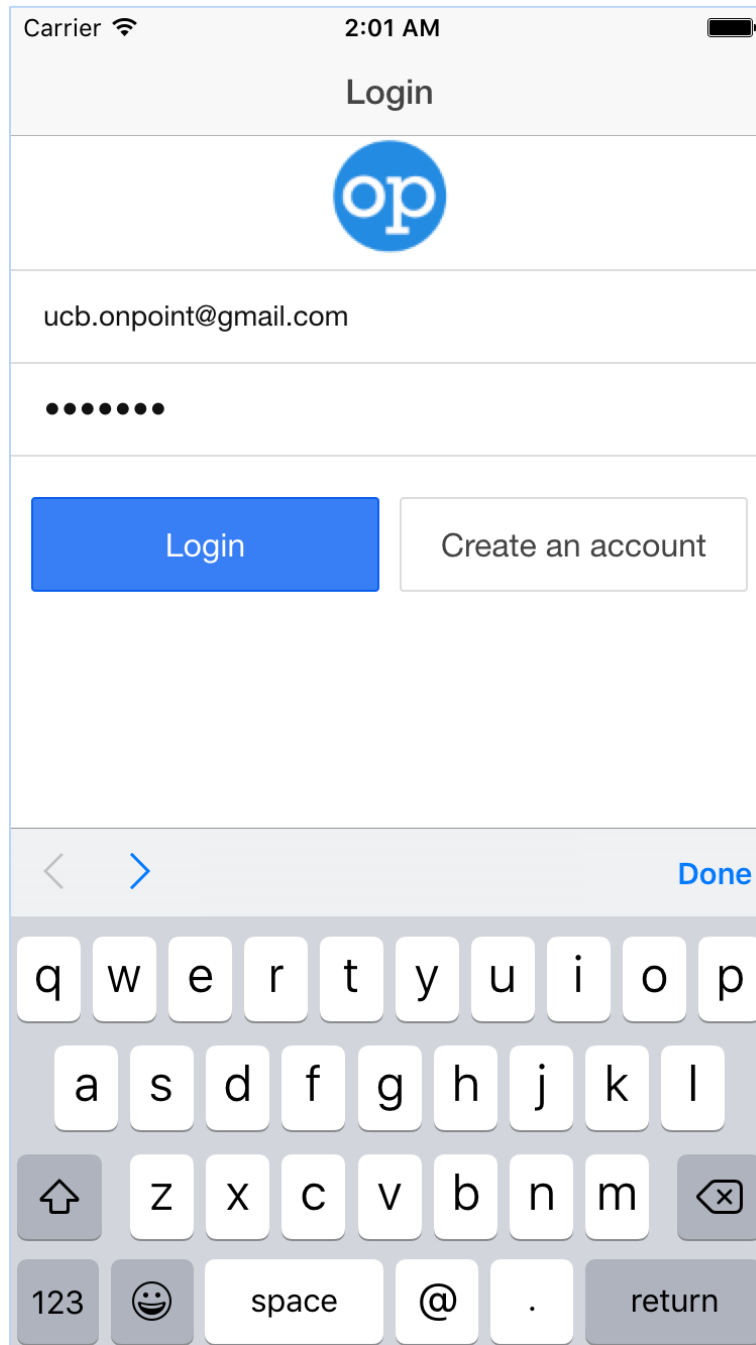 Carrier 2:01 AM
Login
op
ucb.onpoint@gmail.com
•••••••
Login Create an account
Done
q w e r t y u i o p
a s d f g h j k l
z x c v b n m
123 space @ . return